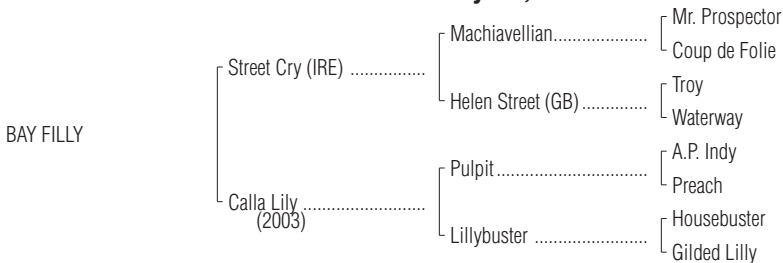 Mr. Prospector
Machiavellian....................
Coup de Folie
Street Cry (IRE) ................
Troy
Helen Street (GB)..............
Waterway
BAY FILLY
A.P. Indy
Pulpit................................
Preach
Calla Lily ..........................
(2003)
Housebuster
Lillybuster ........................
Gilded Lilly